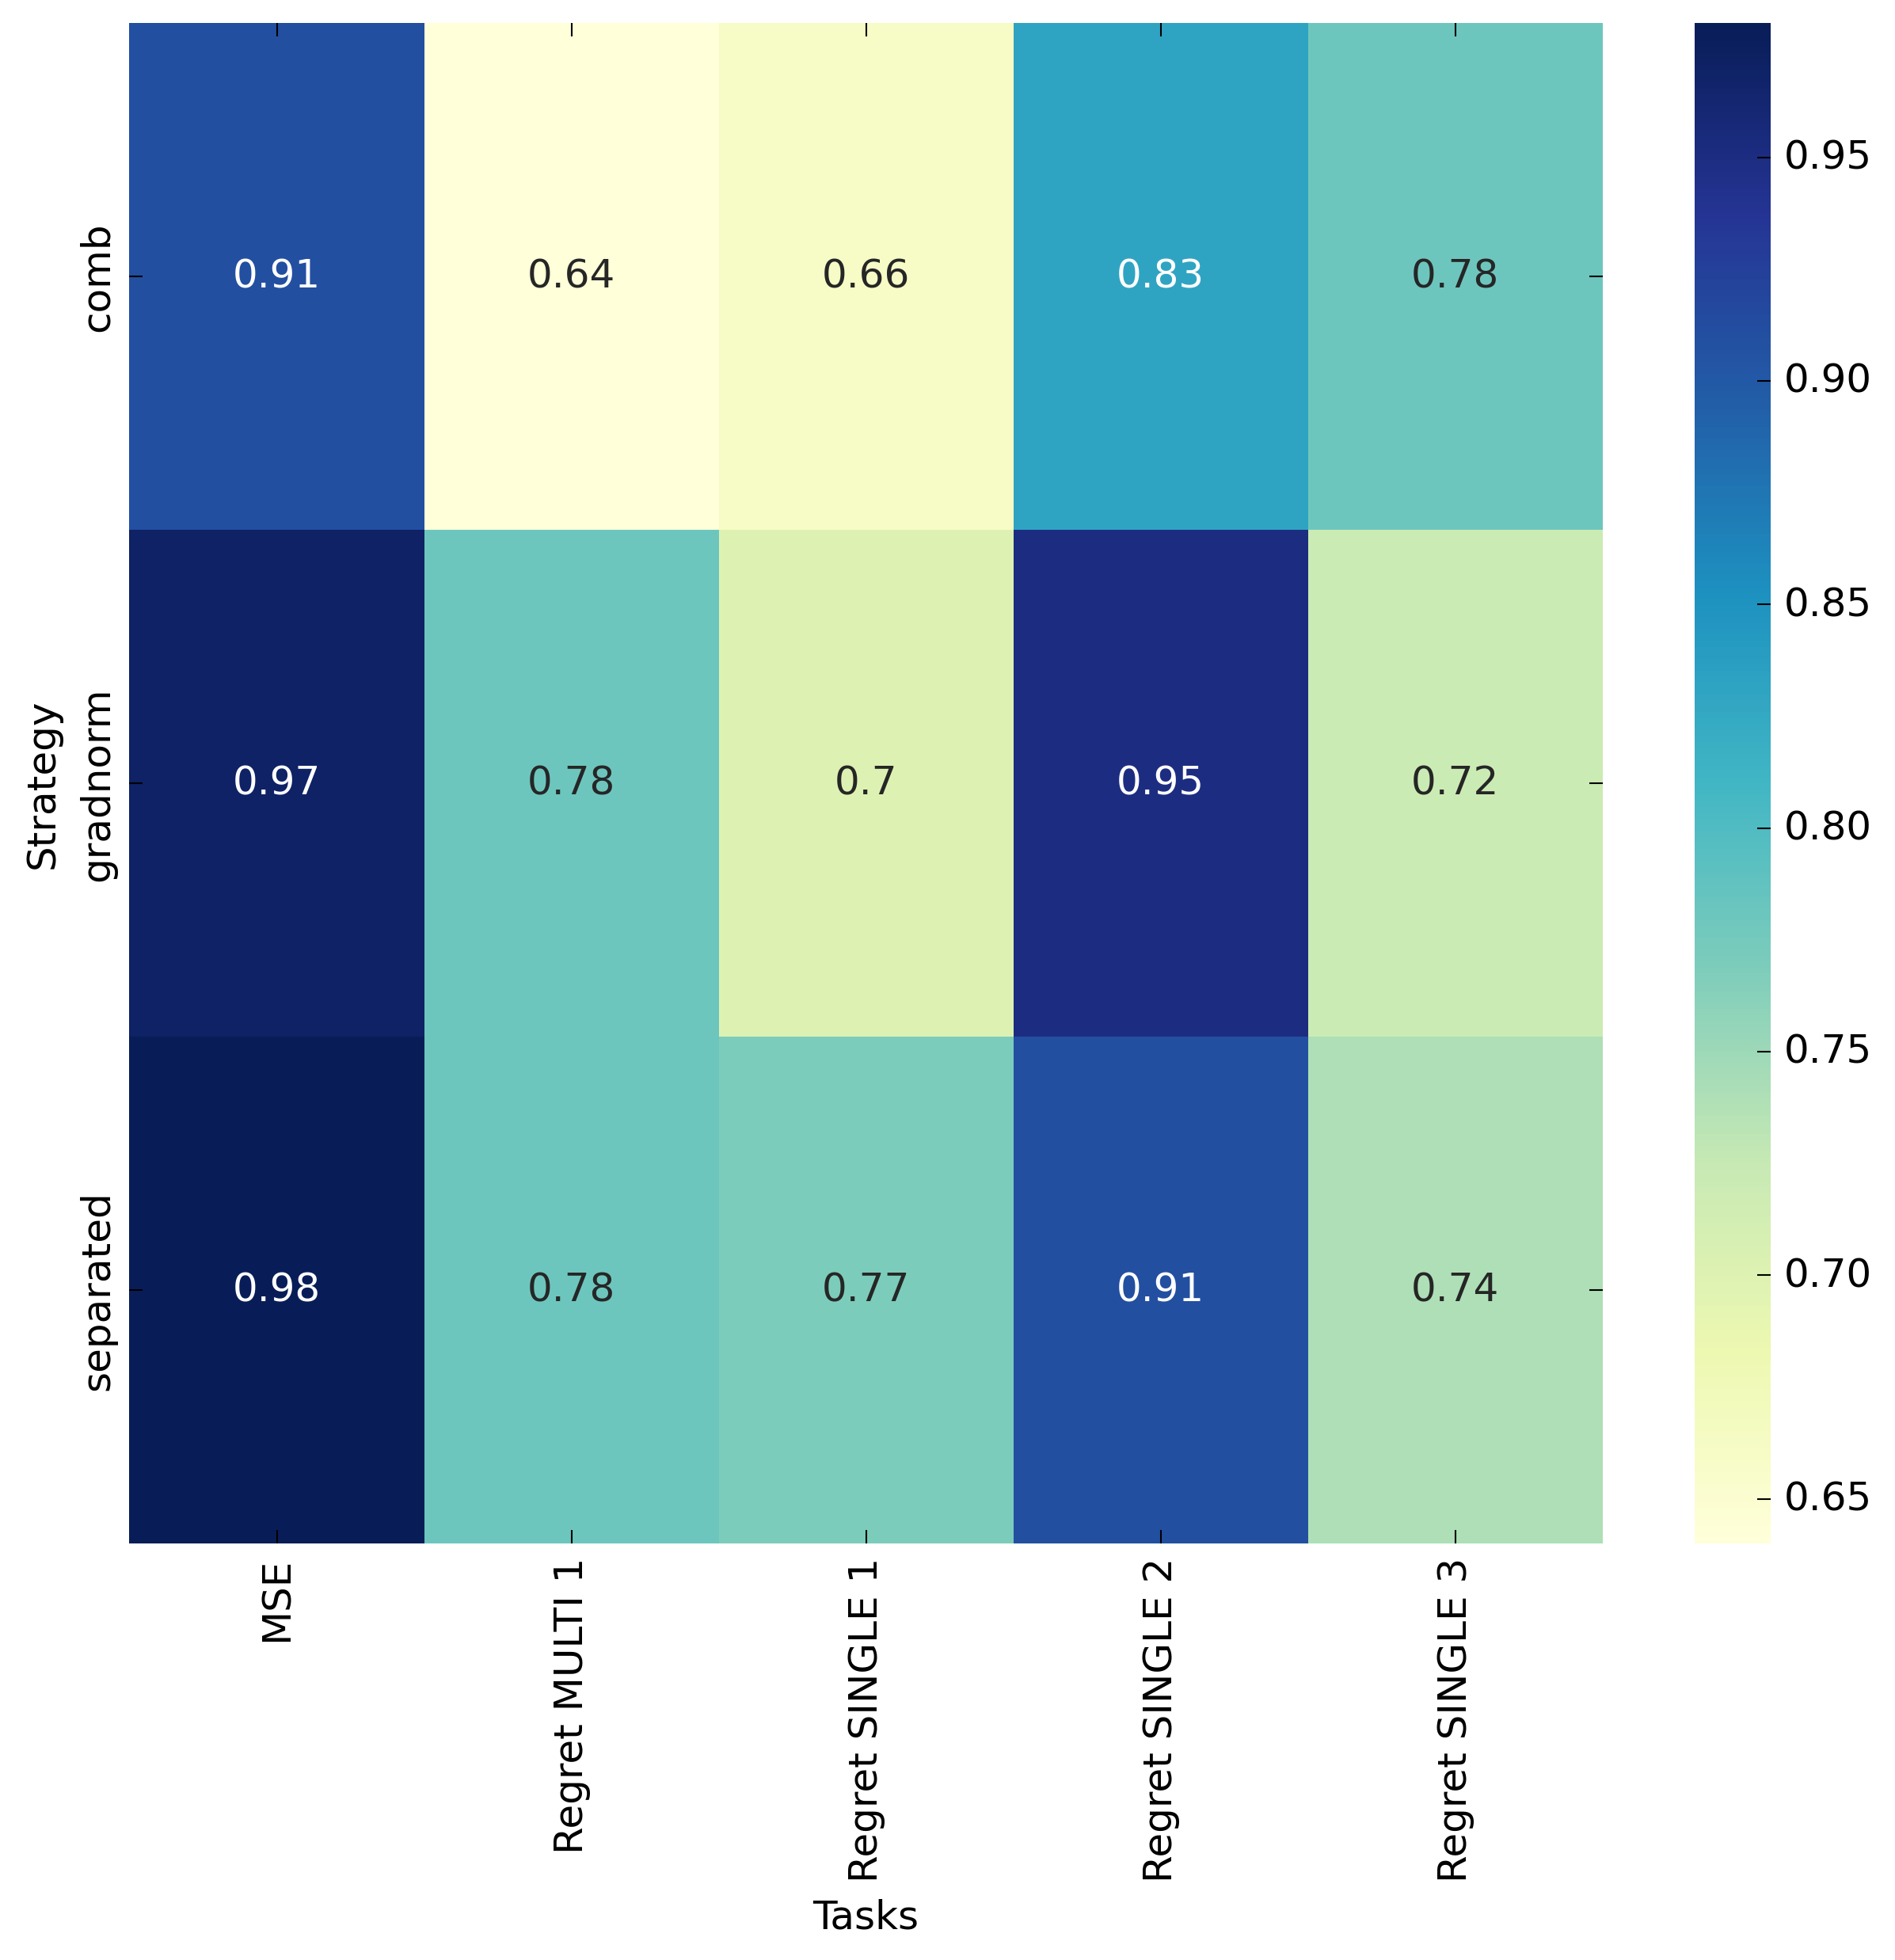 Strategy
comb
gradnorm
separated
0.91 0.64 0.66 0.83 0.78
0.97 0.78 0.7 0.95 0.72
0.98 0.78 0.77 0.91 0.74
MSE
Regret MULTI 1
Regret SINGLE 1
Regret SINGLE 2
Regret SINGLE 3
Tasks
0.95
0.90
0.85
0.80
0.75
0.70
0.65